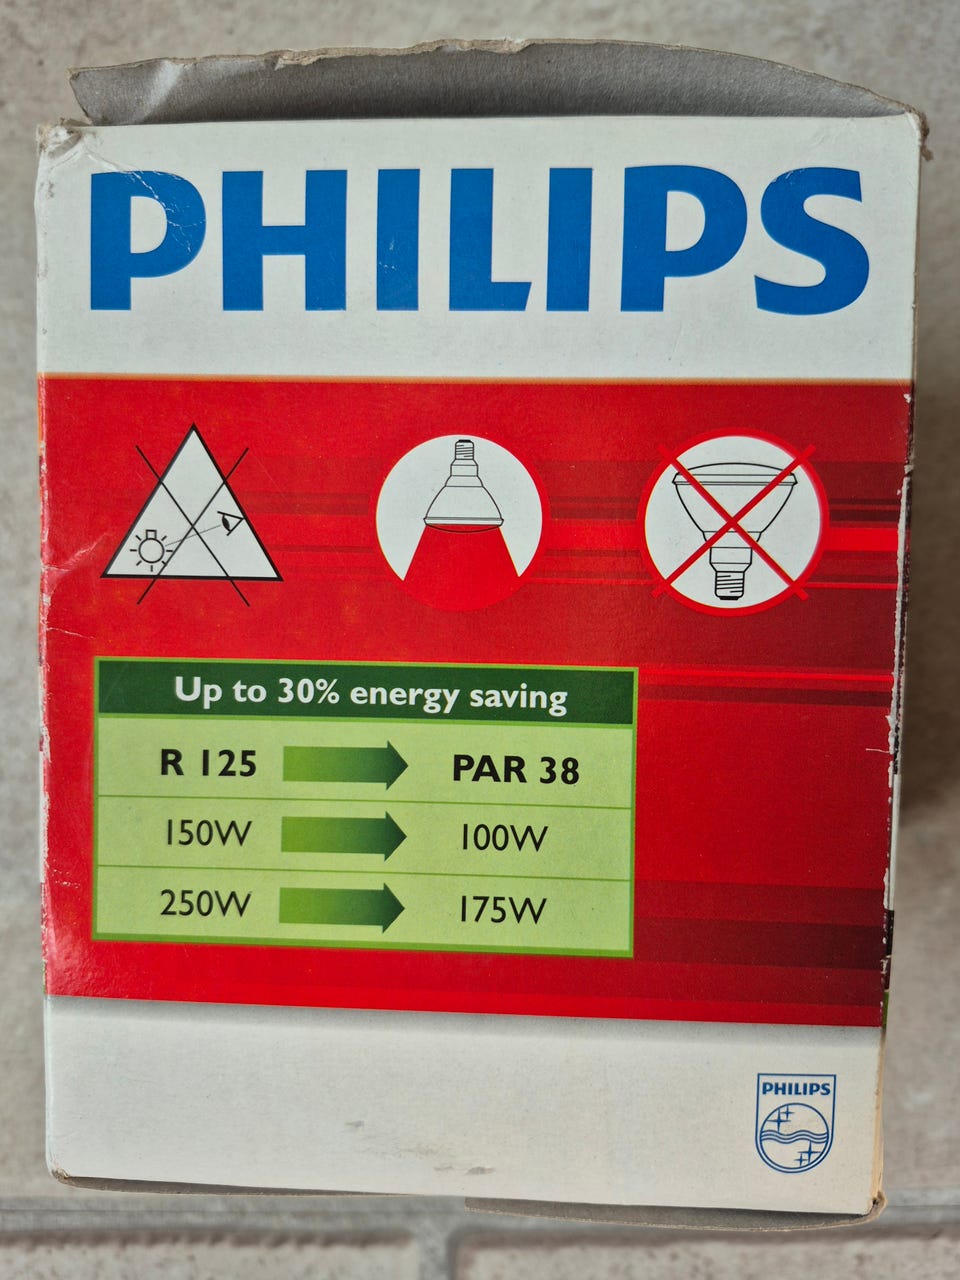 PHILIPS
Up to 30% energy saving
R 125 PAR 38
150W 100W
250W 175W
PHILIPS